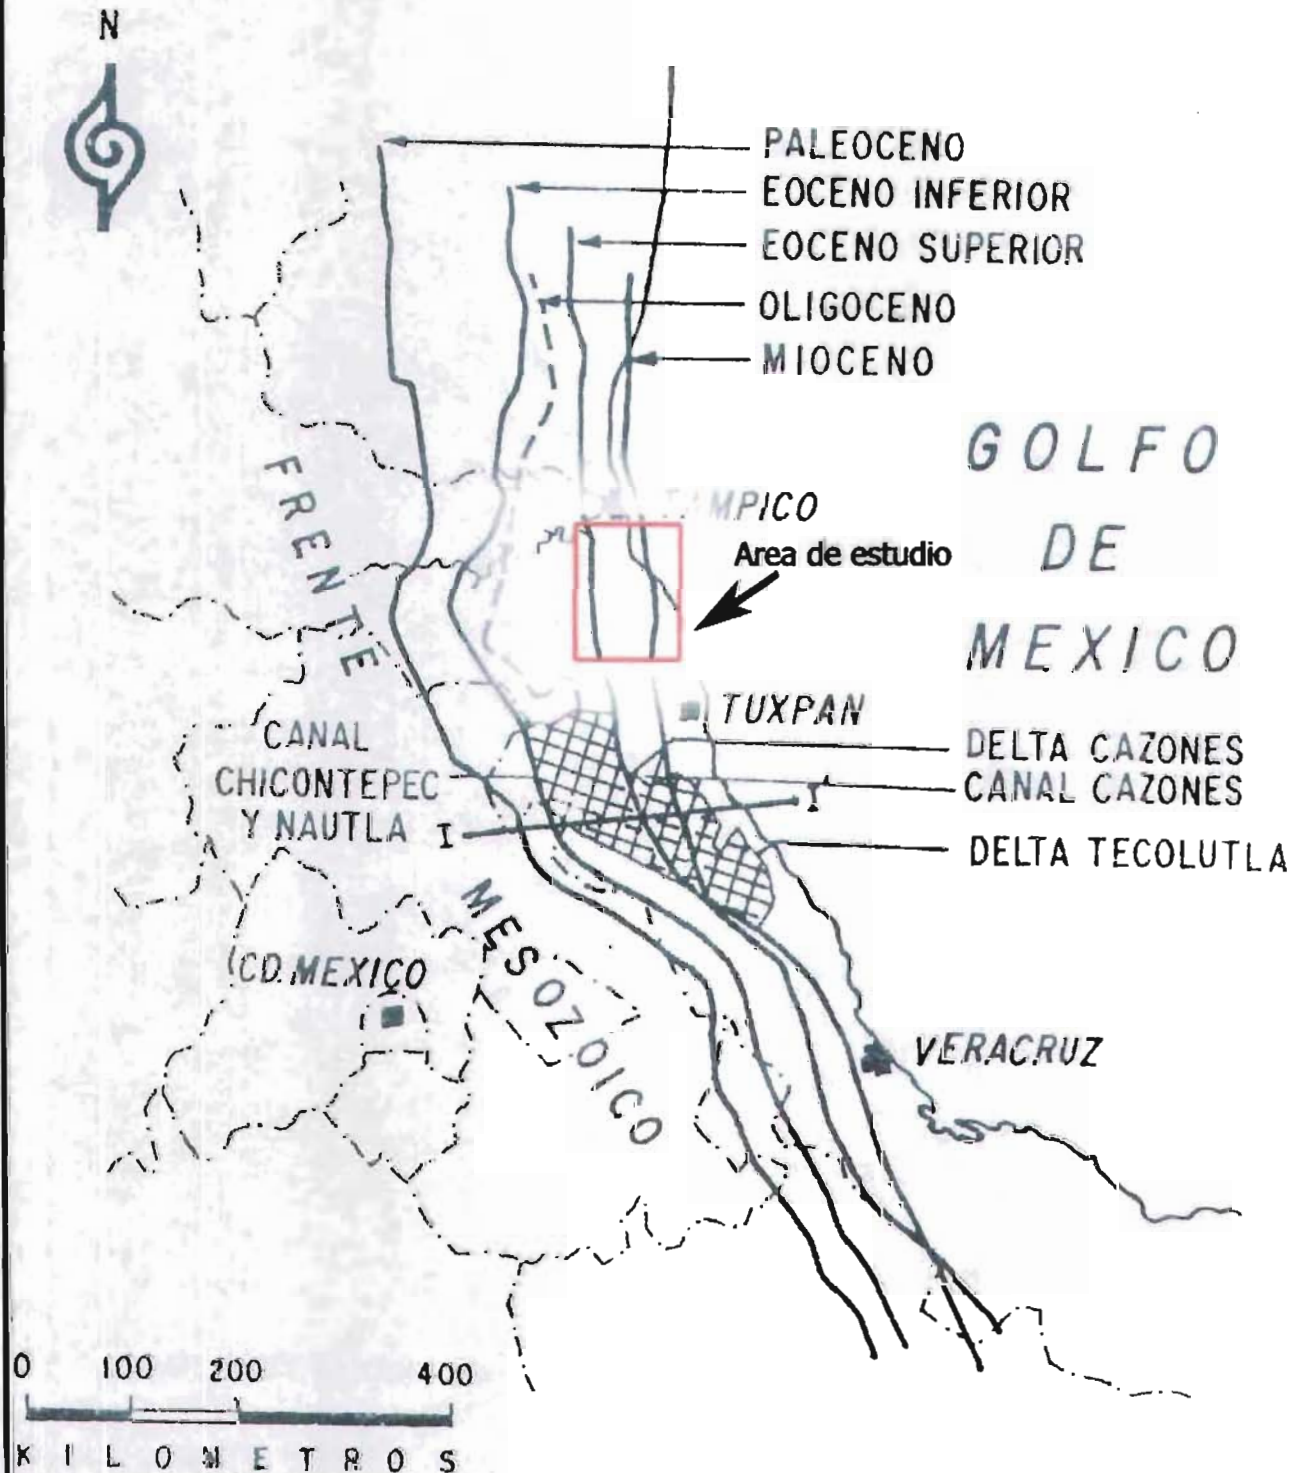 N
PALEOCENO
EOCENO INFERIOR
EOCENO SUPERIOR
OLIGOCENO
MIOCENO
GOLFO
DE
MEXICO
FRENTE
TAMPICO
Area de estudio
TUXPAN
DELTA CAZONES
CANAL CAZONES
DELTA TECOLUTLA
CANAL
CHICONTEPEC
Y NAUTLA
I
I'
MESOZOICO
CD. MEXICO
VERACRUZ
0 100 200 400
KILOMETROS